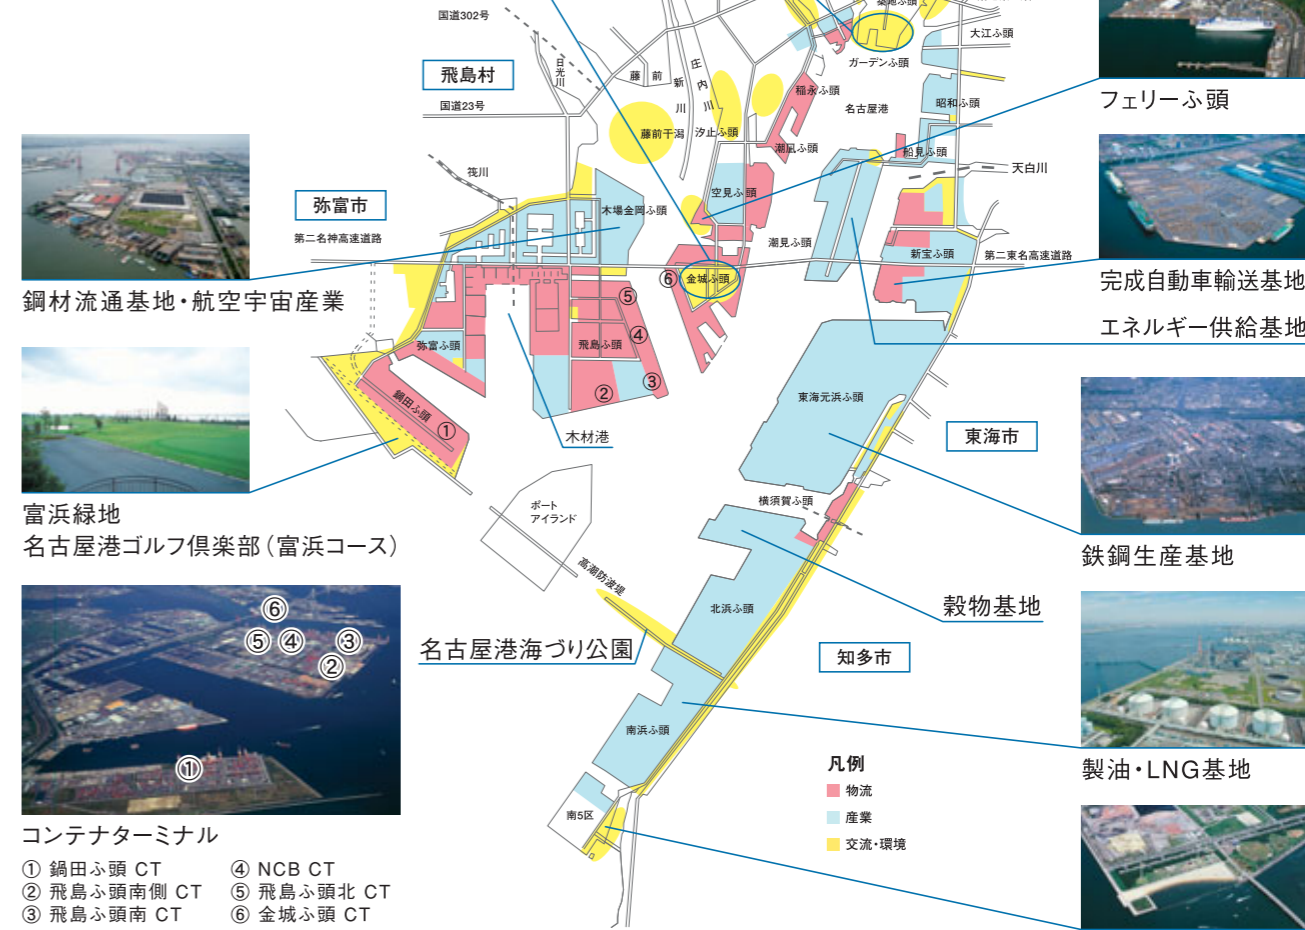 国道302号
築地ふ頭
大江ふ頭
ガーデンふ頭
飛島村
日光川
藤前
新川
庄内川
稲永ふ頭
名古屋港
昭和ふ頭
国道23号
藤前干潟
汐止ふ頭
潮凪ふ頭
船見ふ頭
天白川
フェリーふ頭
筏川
空見ふ頭
弥富市
木場金岡ふ頭
第二名神高速道路
潮見ふ頭
新宝ふ頭
第二東名高速道路
⑥
金城ふ頭
完成自動車輸送基地
鋼材流通基地・航空宇宙産業
⑤
④
エネルギー供給基地
弥富ふ頭
飛島ふ頭
③
②
鍋田ふ頭
①
木材港
東海元浜ふ頭
東海市
横須賀ふ頭
ポート
アイランド
富浜緑地
名古屋港ゴルフ倶楽部(富浜コース)
鉄鋼生産基地
高潮防波堤
北浜ふ頭
穀物基地
名古屋港海づり公園
知多市
⑥
⑤
④
③
②
①
南浜ふ頭
製油・LNG基地
南5区
凡例
物流
産業
交流・環境
コンテナターミナル
① 鍋田ふ頭 CT
② 飛島ふ頭南側 CT
③ 飛島ふ頭南 CT
④ NCB CT
⑤ 飛島ふ頭北 CT
⑥ 金城ふ頭 CT